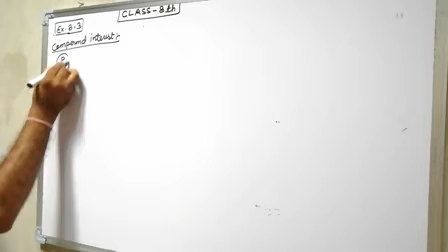 CLASS-8th
Ex-8.3
Compound interest:-
P